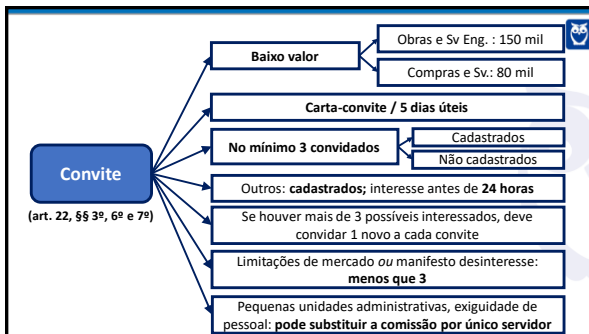 Obras e Sv Eng. : 150 mil
Baixo valor
Compras e Sv.: 80 mil
Carta-convite / 5 dias úteis
No mínimo 3 convidados
Cadastrados
Não cadastrados
Convite
(art. 22, §§ 3º, 6º e 7º)
Outros: cadastrados; interesse antes de 24 horas
Se houver mais de 3 possíveis interessados, deve
convidar 1 novo a cada convite
Limitações de mercado ou manifesto desinteresse:
menos que 3
Pequenas unidades administrativas, exiguidade de
pessoal: pode substituir a comissão por único servidor